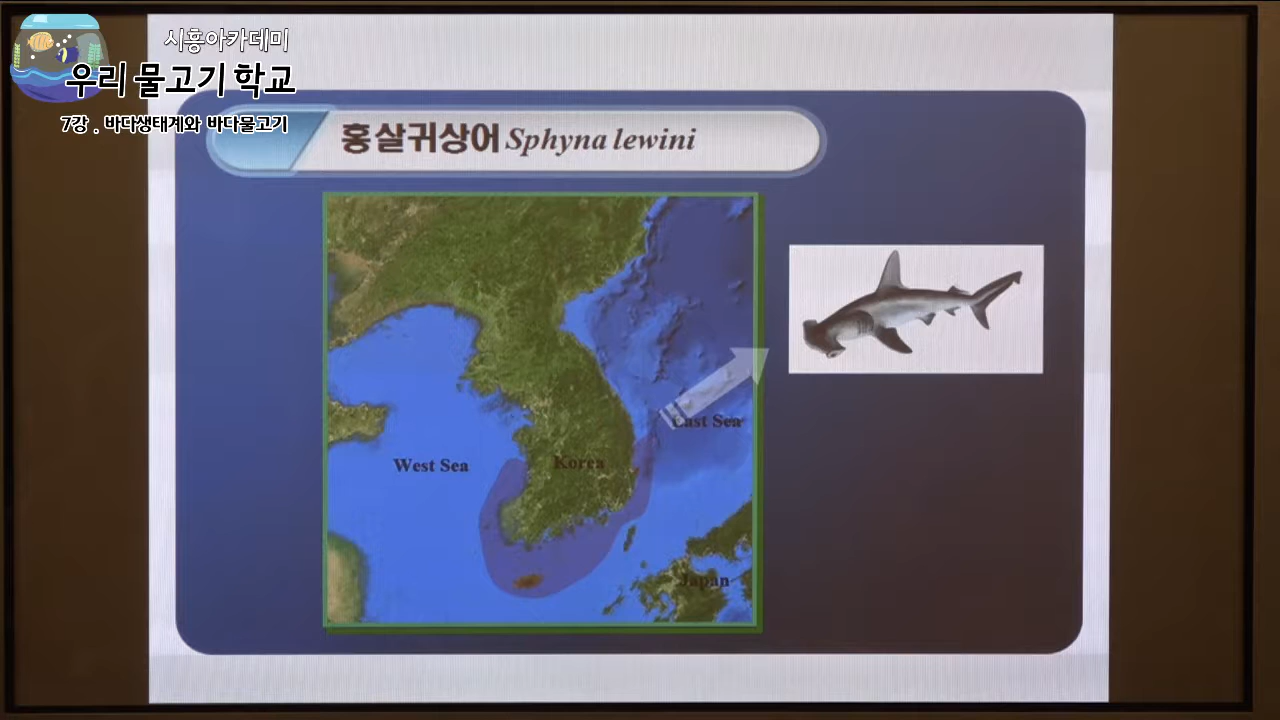 시흥아카데미
우리 물고기 학교
7강 . 바다생태계와 바다물고기
홍살귀상어 Sphyna lewini
East Sea
West Sea
Korea
Japan